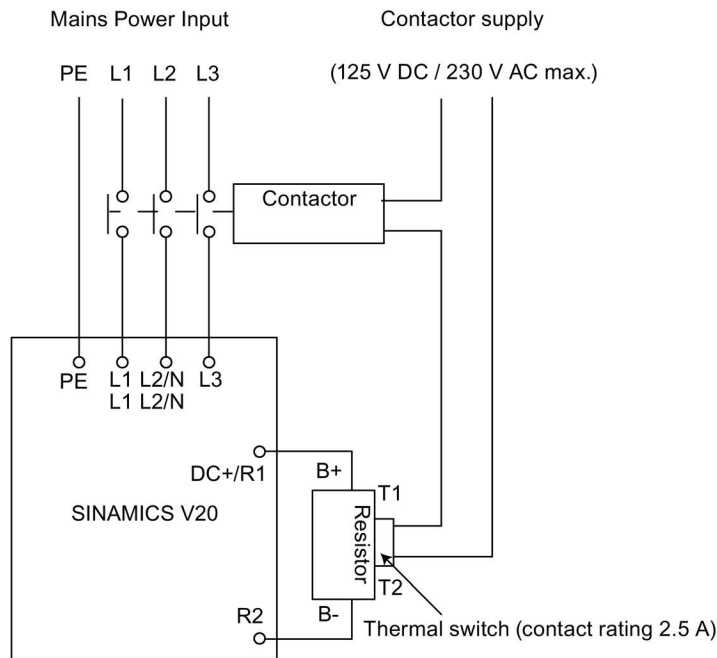 Mains Power Input
Contactor supply
PE L1 L2 L3
(125 V DC / 230 V AC max.)
Contactor
PE L1 L2/N L3
L1 L2/N
DC+/R1
B+
T1
SINAMICS V20
Resistor
T2
R2
B-
Thermal switch (contact rating 2.5 A)